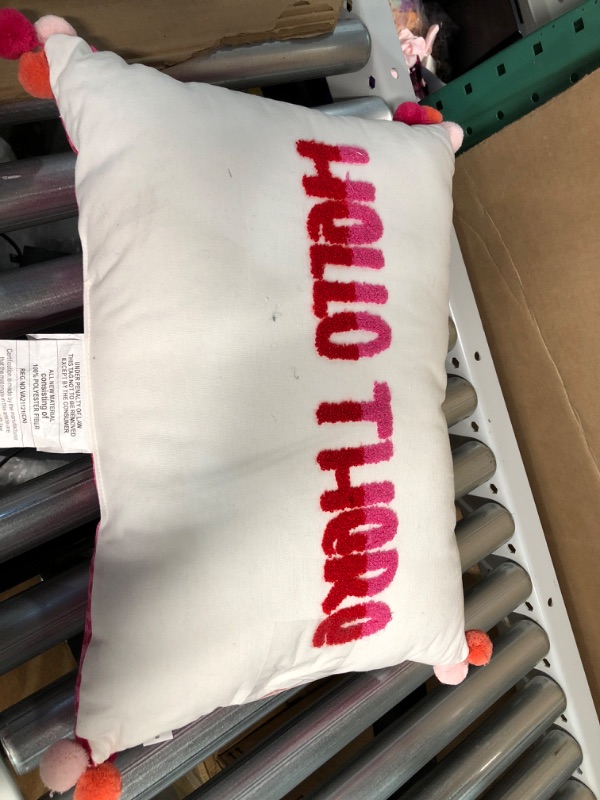 HELLO THERE
UNDER PENALTY OF LAW
THIS TAG NOT TO BE REMOVED
EXCEPT BY THE CONSUMER
ALL NEW MATERIAL
consisting of
100% POLYESTER FIBER